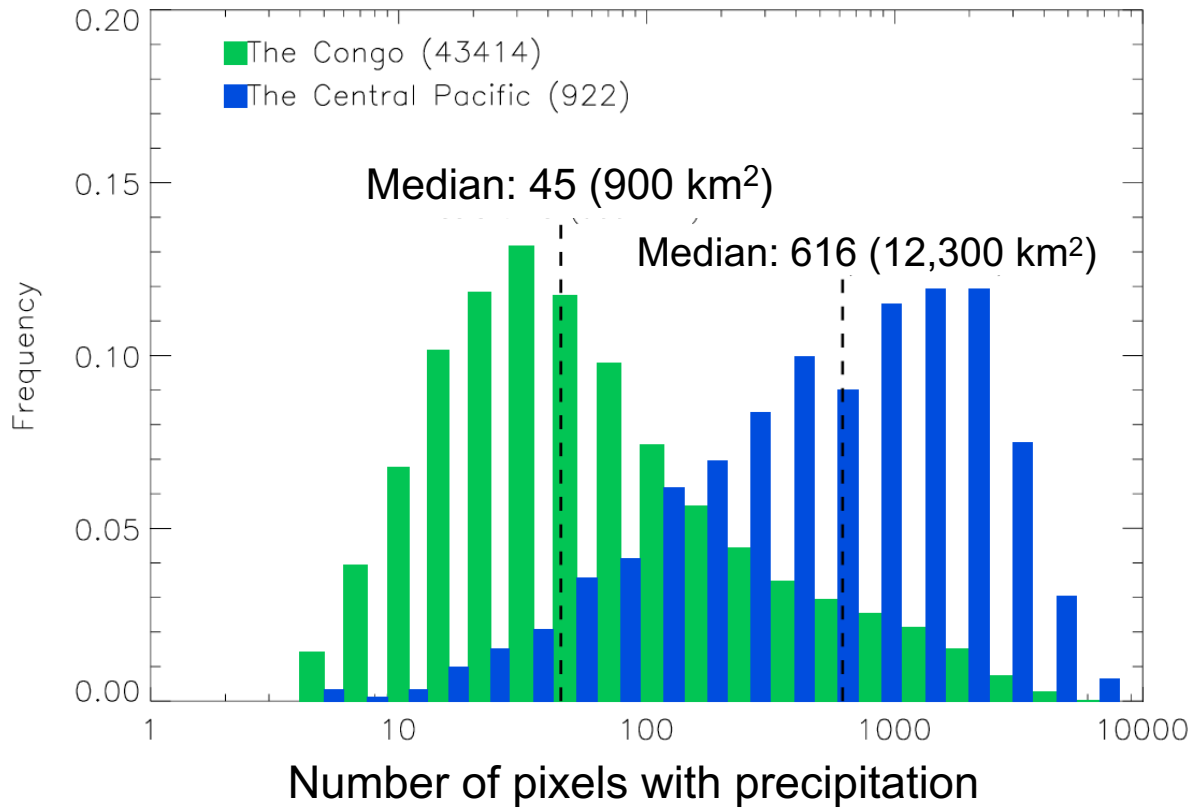 0.20
The Congo (43414)
The Central Pacific (922)
0.15
Median: 45 (900 km²)
Median: 616 (12,300 km²)
0.10
Frequency
0.05
0.00
1 10 100 1000 10000
Number of pixels with precipitation